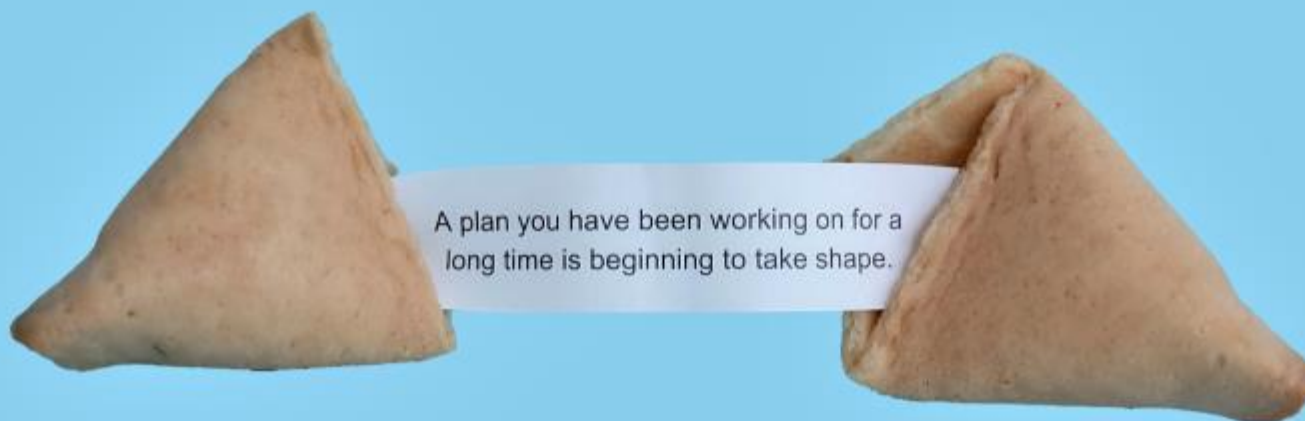 A plan you have been working on for a
long time is beginning to take shape.